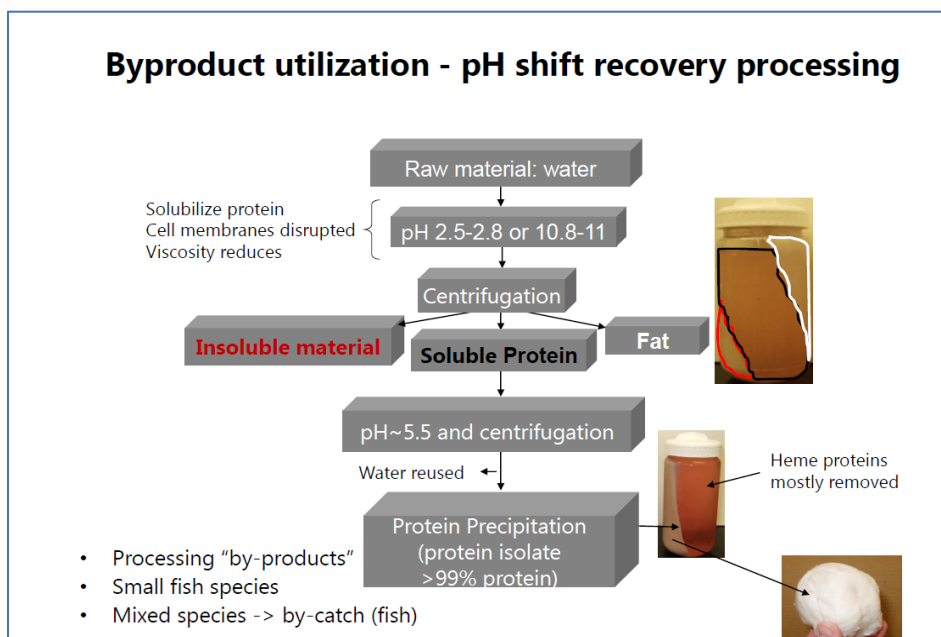 Byproduct utilization - pH shift recovery processing
Raw material: water
Solubilize protein
Cell membranes disrupted
Viscosity reduces
pH 2.5-2.8 or 10.8-11
Centrifugation
Insoluble material
Soluble Protein
Fat
pH~5.5 and centrifugation
Water reused
Heme proteins
mostly removed
Protein Precipitation
(protein isolate
>99% protein)
• Processing “by-products”
• Small fish species
• Mixed species -> by-catch (fish)